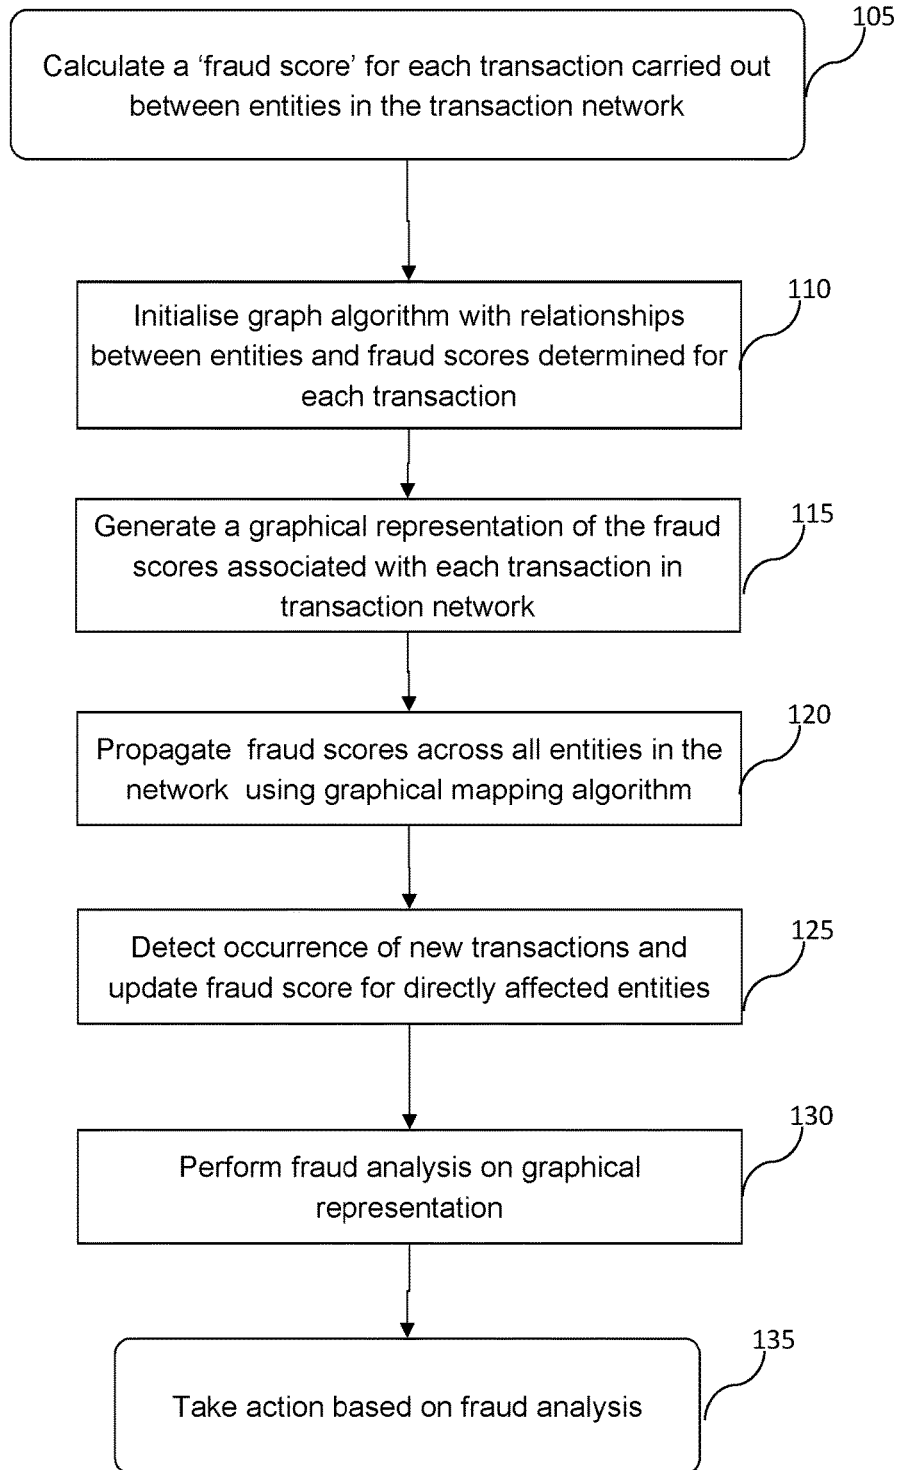 105
Calculate a ‘fraud score’ for each transaction carried out
between entities in the transaction network
110
Initialise graph algorithm with relationships
between entities and fraud scores determined for
each transaction
115
Generate a graphical representation of the fraud
scores associated with each transaction in
transaction network
120
Propagate fraud scores across all entities in the
network using graphical mapping algorithm
125
Detect occurrence of new transactions and
update fraud score for directly affected entities
130
Perform fraud analysis on graphical
representation
135
Take action based on fraud analysis